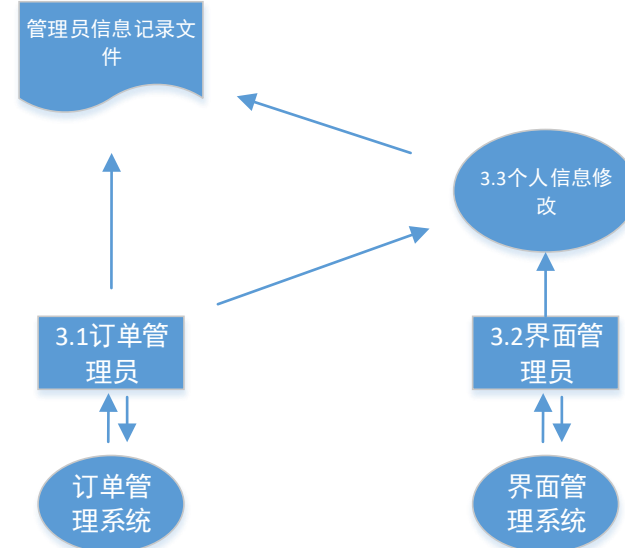 管理员信息记录文
件
3.3个人信息修
改
3.1订单管
理员
3.2界面管
理员
订单管
理系统
界面管
理系统